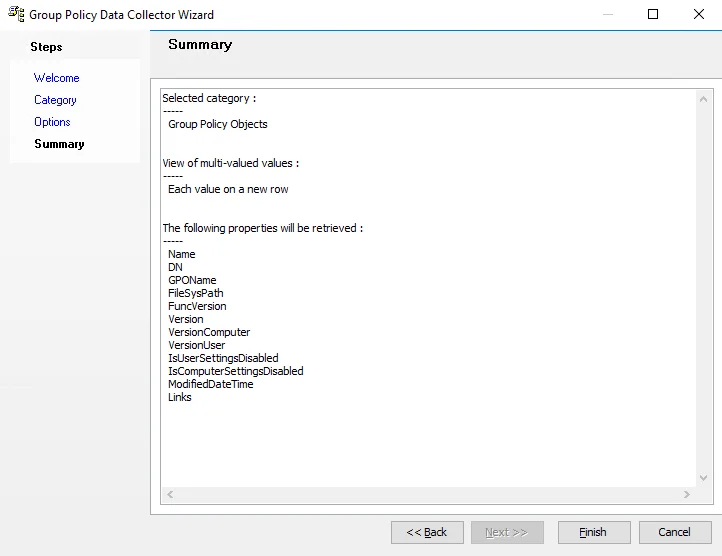 Group Policy Data Collector Wizard
Steps
Welcome
Category
Options
Summary
Summary
Selected category :
-----
Group Policy Objects
View of multi-valued values :
-----
Each value on a new row
The following properties will be retrieved :
-----
Name
DN
GPOName
FileSysPath
FuncVersion
Version
VersionComputer
VersionUser
IsUserSettingsDisabled
IsComputerSettingsDisabled
ModifiedDateTime
Links
<< Back
Next >>
Finish
Cancel